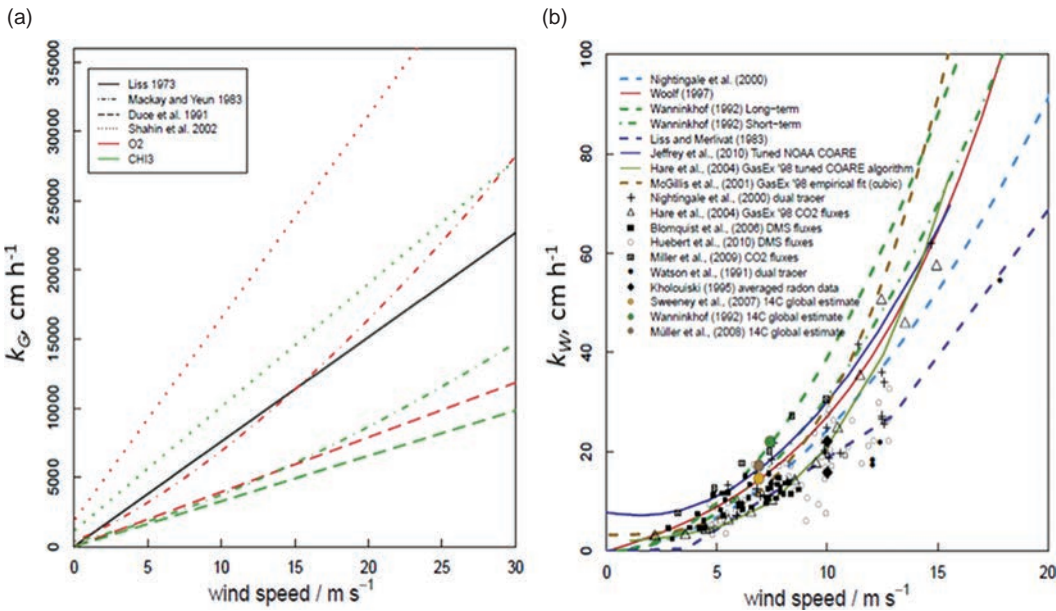 (a)
35000
30000
25000
20000
15000
10000
5000
0
kG, cm h⁻¹
Liss 1973
Mackay and Yeun 1983
Duce et al. 1991
Shahin et al. 2002
O2
CHI3
0 5 10 15 20 25 30
wind speed / m s⁻¹
(b)
100
80
60
40
20
0
kW, cm h⁻¹
Nightingale et al. (2000)
Woolf (1997)
Wanninkhof (1992) Long-term
Wanninkhof (1992) Short-term
Liss and Merlivat (1983)
Jeffrey et al., (2010) Tuned NOAA COARE
Hare et al. (2004) GasEx '98 tuned COARE algorithm
McGillis et al. (2001) GasEx '98 empirical fit (cubic)
Nightingale et al., (2000) dual tracer
Hare et al. (2004) GasEx '98 CO2 fluxes
Blomquist et al. (2006) DMS fluxes
Huebert et al. (2010) DMS fluxes
Miller et al. (2009) CO2 fluxes
Watson et al. (1991) dual tracer
Kholouiski (1995) averaged radon data
Sweeney et al. (2007) 14C global estimate
Wanninkhof (1992) 14C global estimate
Müller et al. (2008) 14C global estimate
0 5 10 15 20
wind speed / m s⁻¹